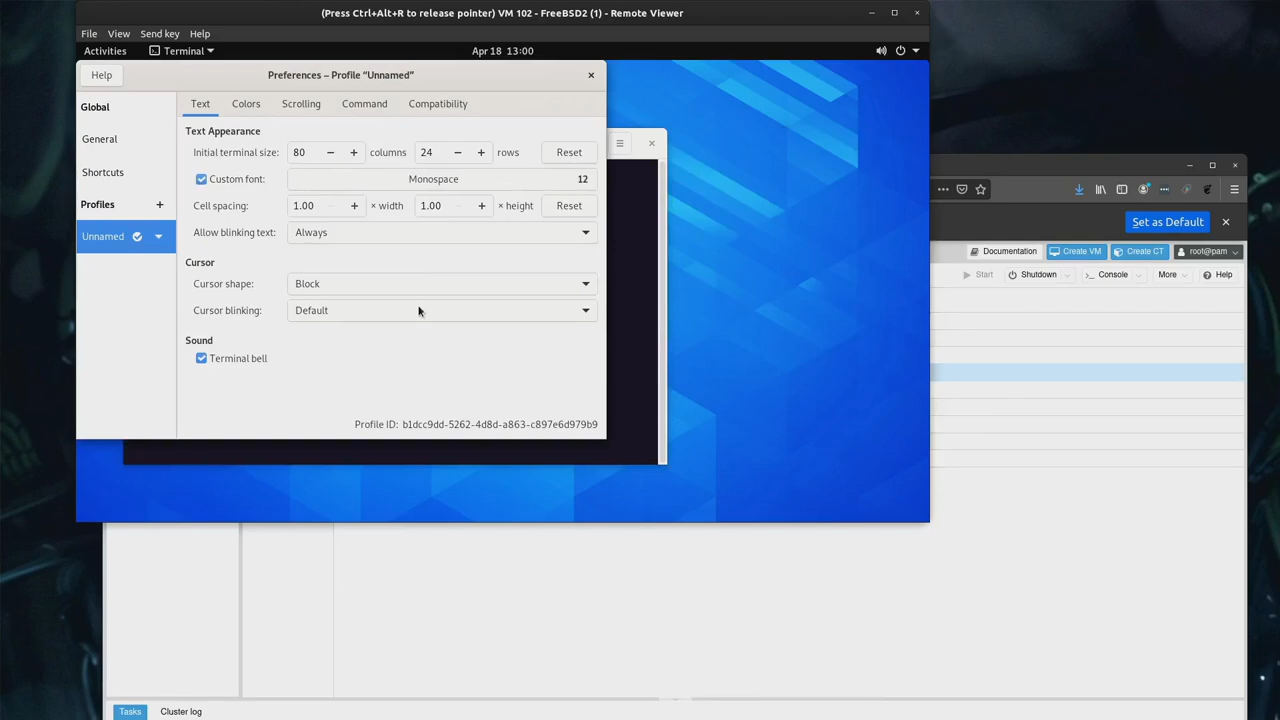 (Press Ctrl+Alt+R to release pointer) VM 102 - FreeBSD2 (1) - Remote Viewer
File View Send key Help
Activities Terminal Apr 18 13:00
Help Preferences – Profile “Unnamed”
Global
General
Shortcuts
Profiles
Unnamed
Text Colors Scrolling Command Compatibility
Text Appearance
Initial terminal size: 80 columns 24 rows Reset
Custom font: Monospace 12
Cell spacing: 1.00 × width 1.00 × height Reset
Allow blinking text: Always
Cursor
Cursor shape: Block
Cursor blinking: Default
Sound
Terminal bell
Profile ID: b1dcc9dd-5262-4d8d-a863-c897e6d979b9
Set as Default
Documentation Create VM Create CT root@pam
Start Shutdown Console More Help
Tasks Cluster log